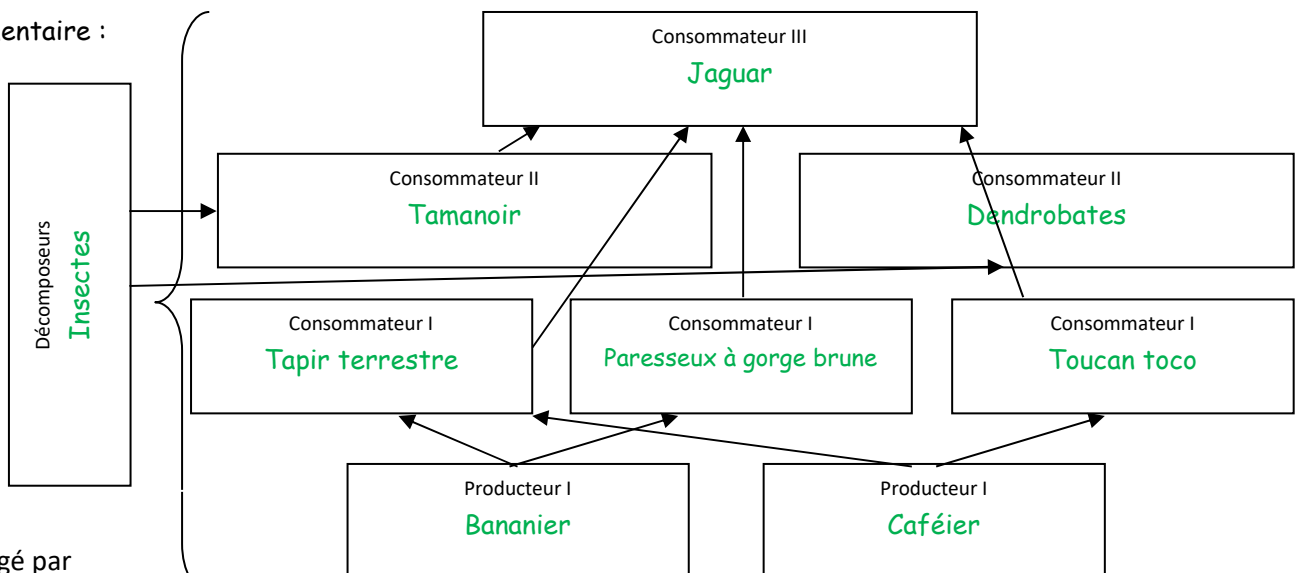 entaire :
Consommateur III
Jaguar
Consommateur II
Tamanoir
Consommateur II
Dendrobates
Décomposeurs
Insectes
Consommateur I
Tapir terrestre
Consommateur I
Paresseux à gorge brune
Consommateur I
Toucan toco
Producteur I
Bananier
Producteur I
Caféier
gé par